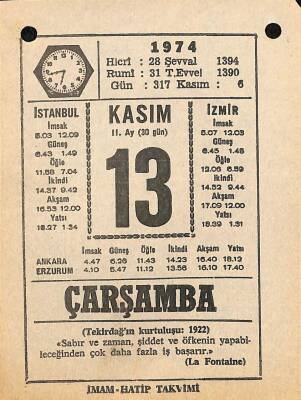 1974
Hicrî : 28 Şevval 1394
Rumî : 31 T.Evvel 1390
Gün : 317 Kasım : 6
İSTANBUL
İmsak
5.03 12.09
Güneş
6.43 1.49
Öğle
11.58 7.04
İkindi
14.37 9.42
Akşam
16.53 12.00
Yatsı
18.27 1.34
KASIM
11. Ay (30 gün)
13
İZMİR
İmsak
5.07 12.03
Güneş
6.45 1.38
Öğle
12.06 6.59
İkindi
14.52 9.44
Akşam
17.09 12.00
Yatsı
18.39 1.31
İmsak Güneş Öğle İkindi Akşam Yatsı
ANKARA 4.47 6.26 11.43 14.23 16.40 18.12
ERZURUM 4.10 5.47 11.12 13.56 16.10 17.40
ÇARŞAMBA
(Tekirdağ'ın kurtuluşu: 1922)
«Sabır ve zaman, şiddet ve öfkenin yapabi-
leceğinden çok daha fazla iş başarır.»
(La Fontaine)
İMAM-HATİP TAKVİMİ